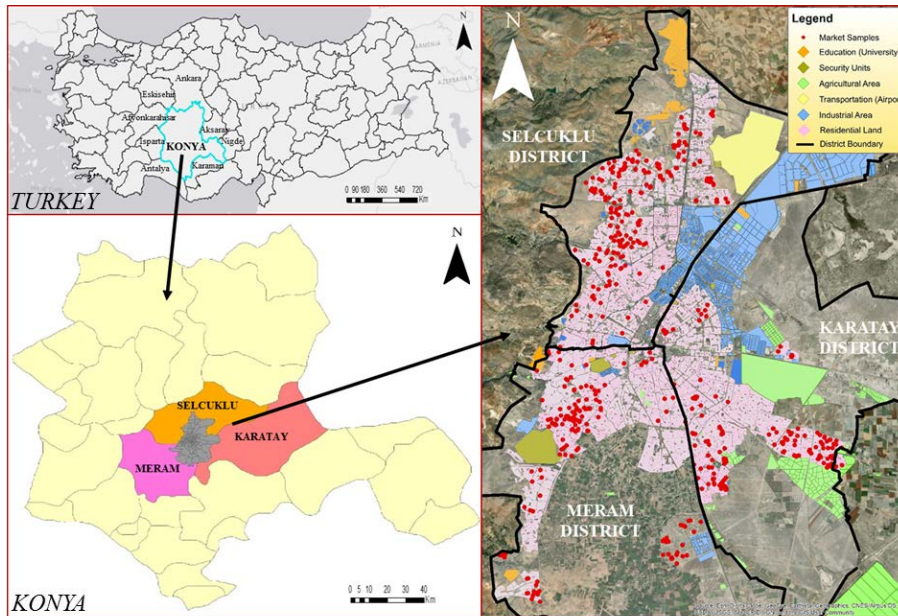 N
Ankara
Eskisehir
Afyonkarahisar
Aksaray
KONYA
Isparta
Nigde
Antalya
Karaman
0 90 180 360 540 720
Km
TURKEY
N
SELCUKLU
KARATAY
MERAM
0 5 10 20 30 40
Km
KONYA
N
Legend
Market Samples
Education (University
Security Units
Agricultural Area
Transportation (Airpor
Industrial Area
Residential Land
District Boundary
SELCUKLU
DISTRICT
KARATAY
DISTRICT
MERAM
DISTRICT